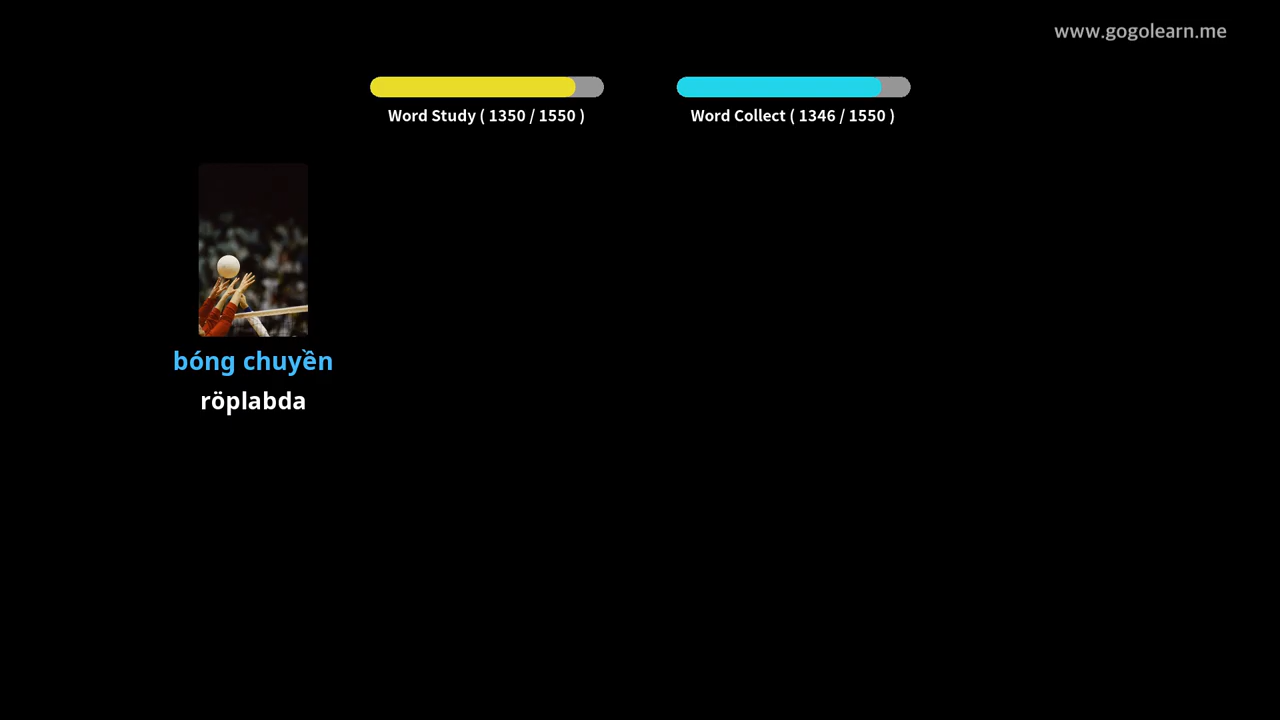 www.gogolearn.me
Word Study ( 1350 / 1550 )
Word Collect ( 1346 / 1550 )
bóng chuyền
röplabda